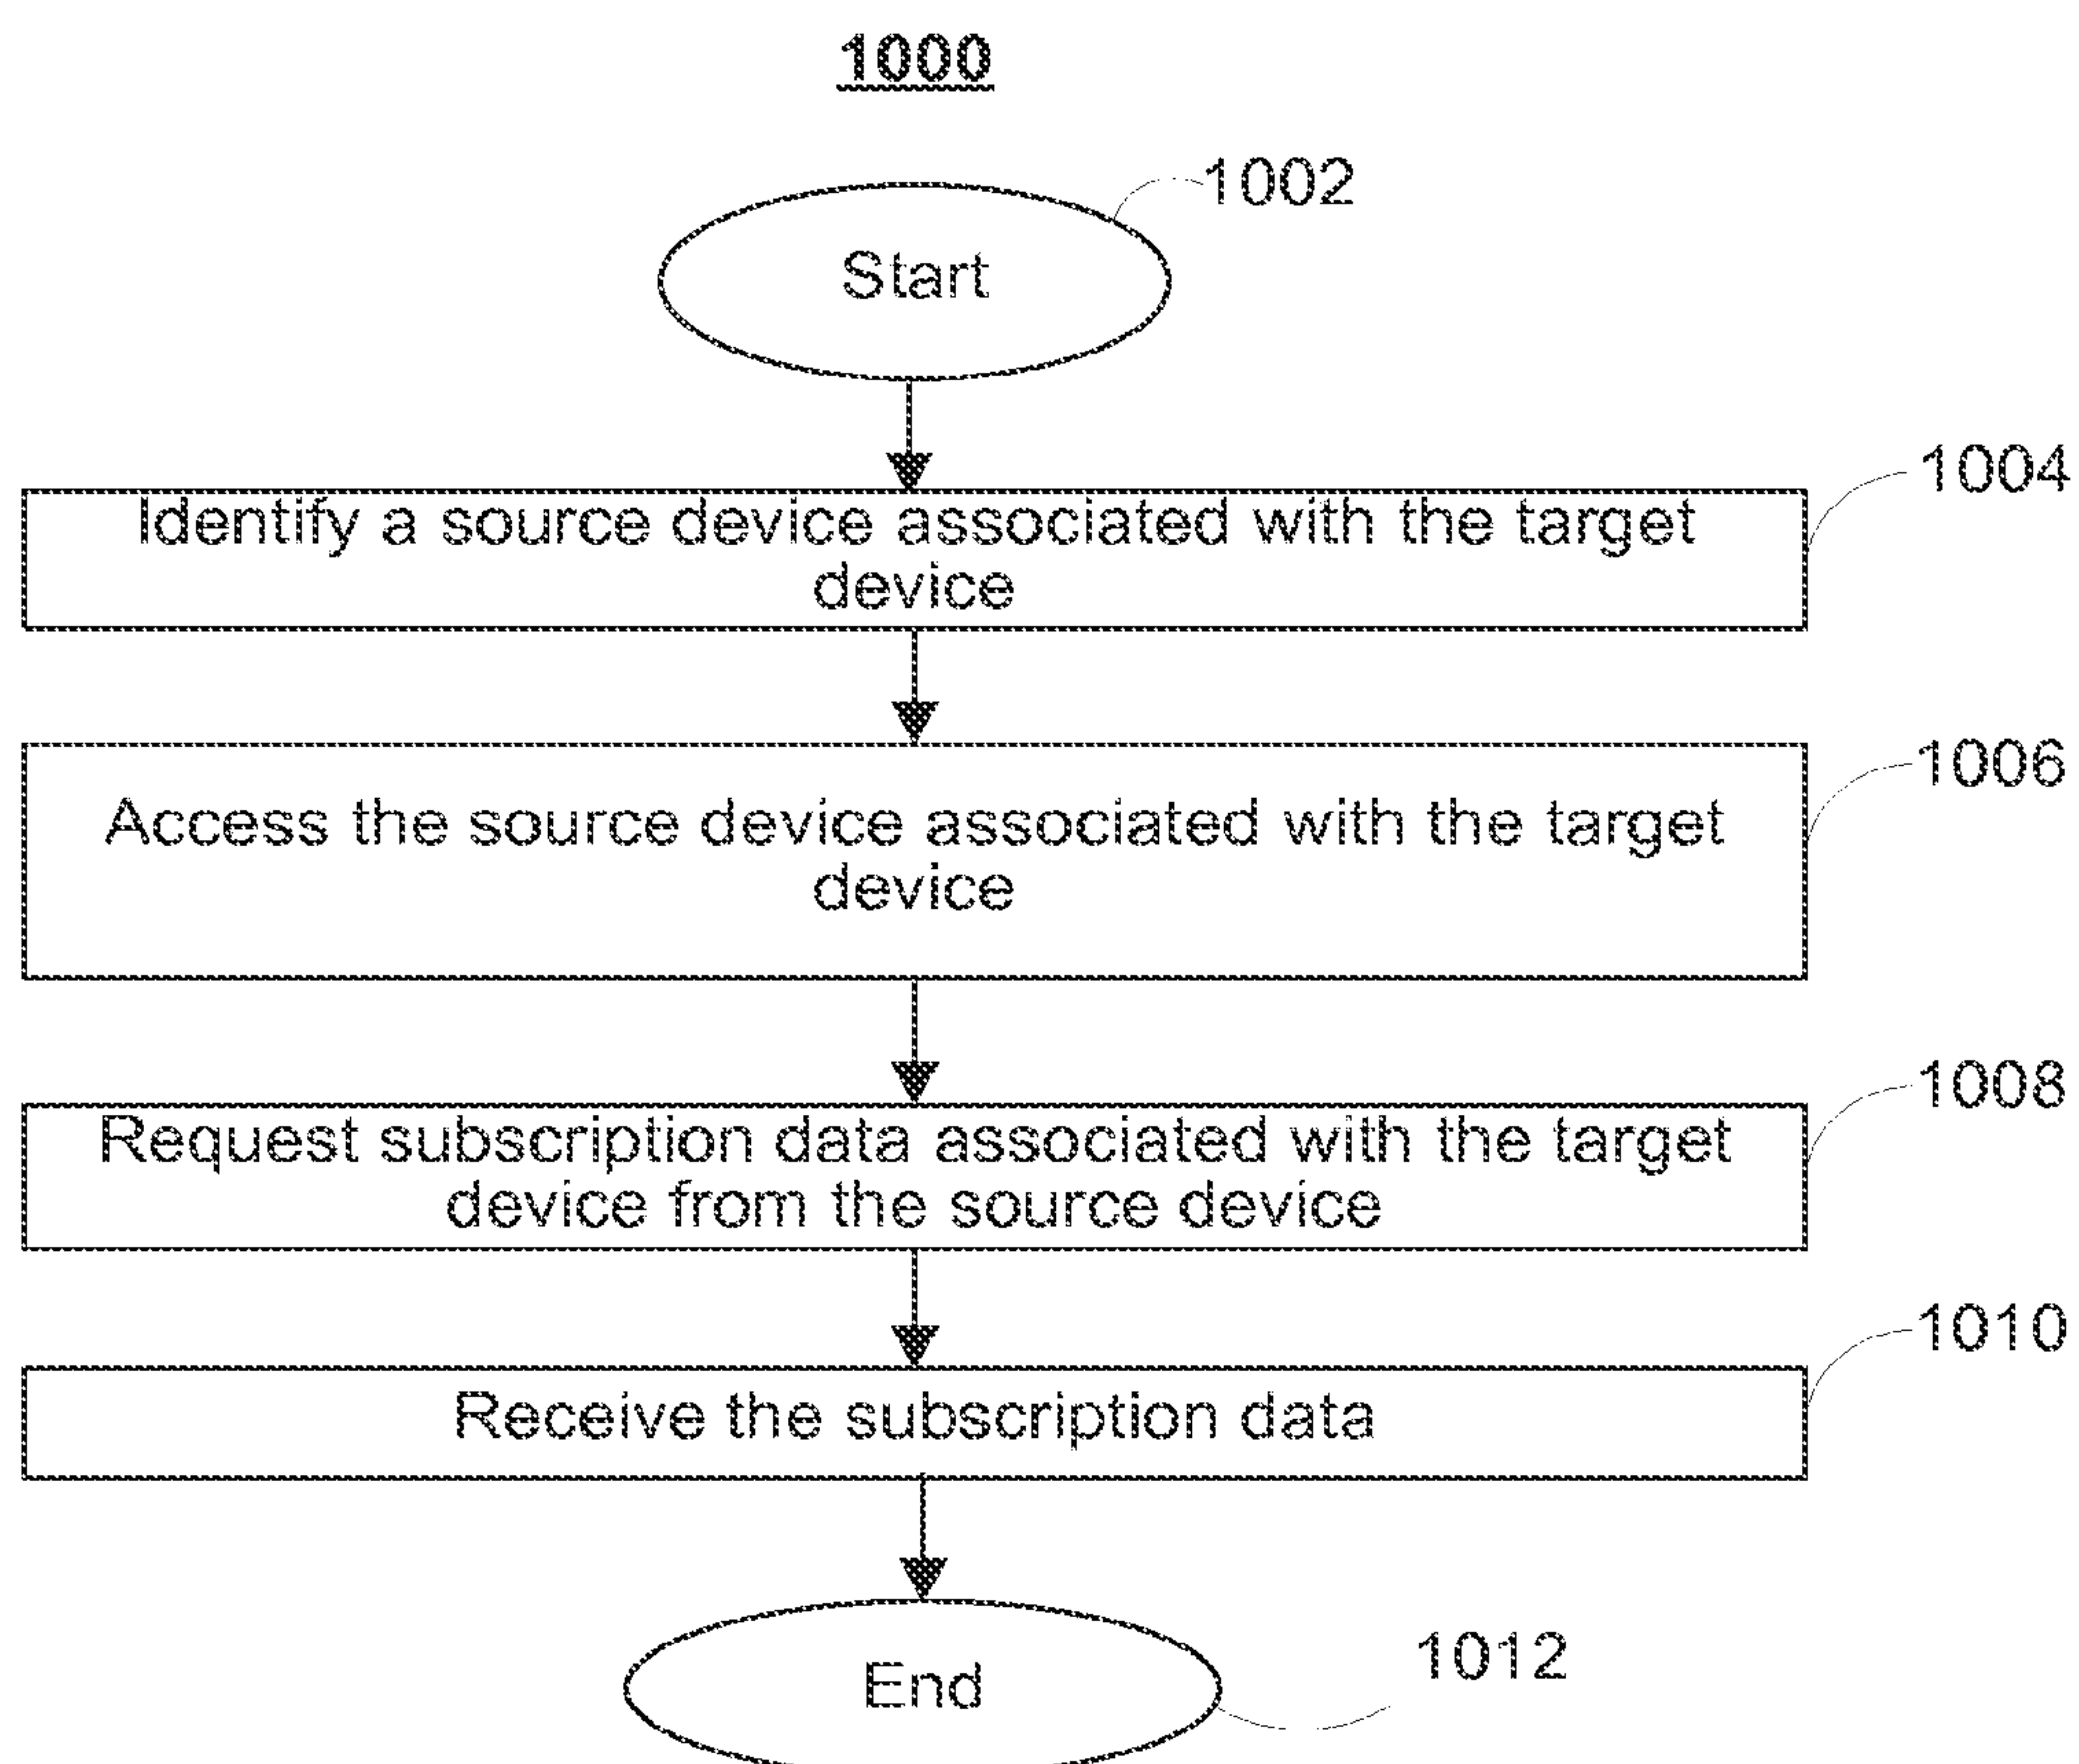 1000
1002
Start
1004
Identify a source device associated with the target
device
1006
Access the source device associated with the target
device
1008
Request subscription data associated with the target
device from the source device
1010
Receive the subscription data
1012
End